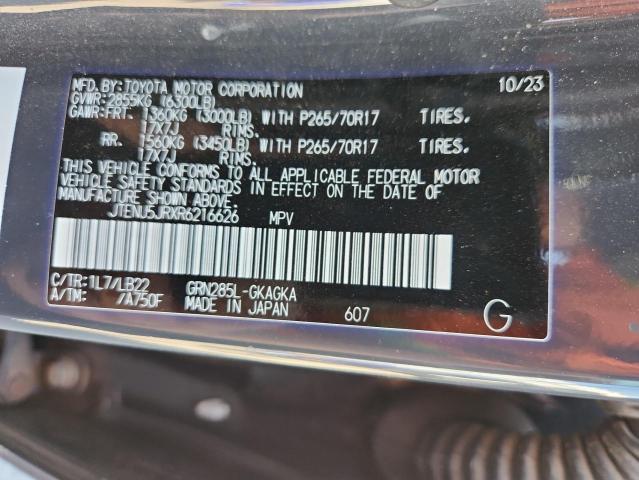 MFD. BY:TOYOTA MOTOR CORPORATION 10/23
GVWR: 2855KG (6300LB)
GAWR:FRT. 1360KG (3000LB) WITH P265/70R17 TIRES.
17X7J RIMS.
RR. 1560KG (3450LB) WITH P265/70R17 TIRES.
17X7J RIMS.
THIS VEHICLE CONFORMS TO ALL APPLICABLE FEDERAL MOTOR
VEHICLE SAFETY STANDARDS IN EFFECT ON THE DATE OF
MANUFACTURE SHOWN ABOVE.
JTENU5JRXR6216626 MPV
C/TR:1L7/LB22 GRN285L-GKAGKA
A/TM: /A750F MADE IN JAPAN 607 G